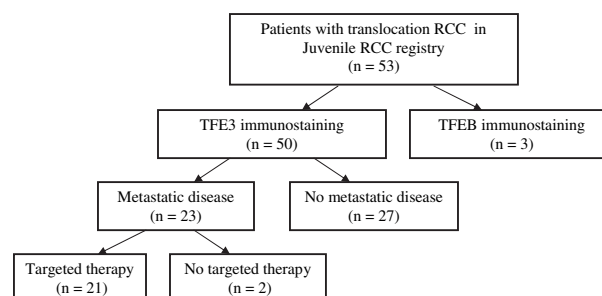 Patients with translocation RCC in
Juvenile RCC registry
(n = 53)
TFE3 immunostaining
(n = 50)
TFEB immunostaining
(n = 3)
Metastatic disease
(n = 23)
No metastatic disease
(n = 27)
Targeted therapy
(n = 21)
No targeted therapy
(n = 2)